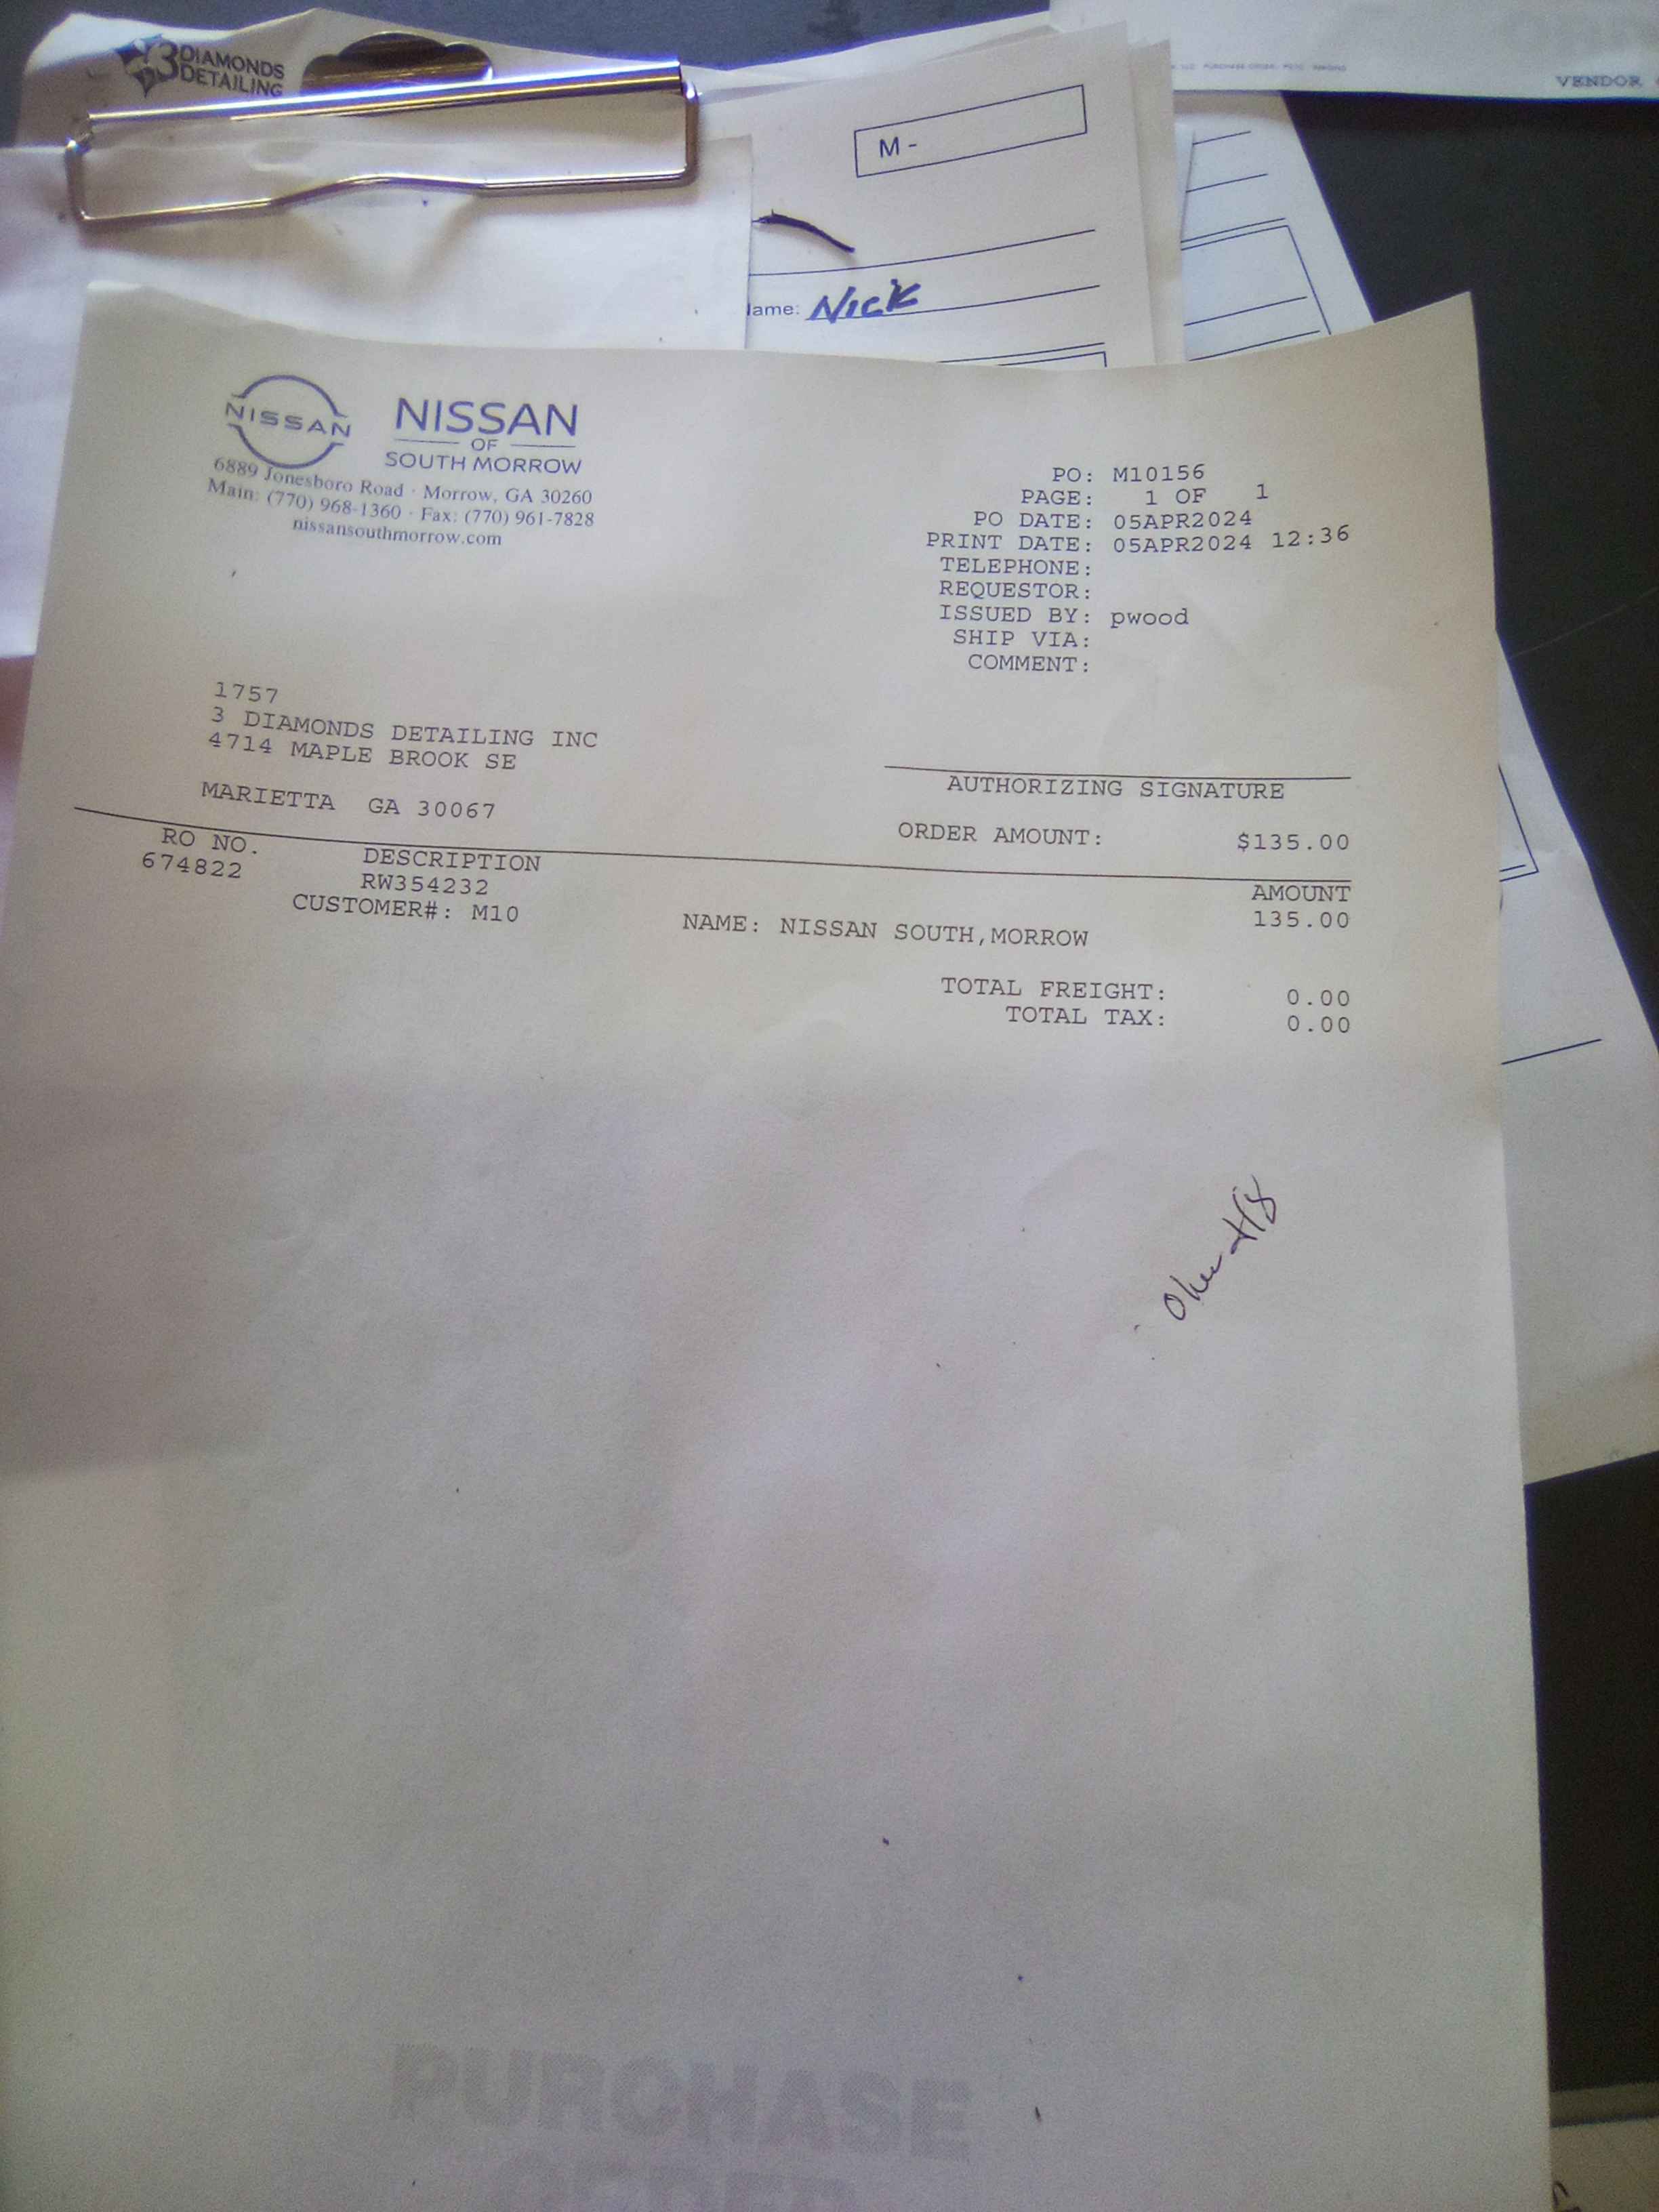 3 DIAMONDS
DETAILING
VENDOR
M -
ame: Nick
NISSAN
NISSAN
OF
SOUTH MORROW
6889 Jonesboro Road · Morrow, GA 30260
Main: (770) 968-1360 · Fax: (770) 961-7828
nissansouthmorrow.com
PO: M10156
PAGE: 1 OF 1
PO DATE: 05APR2024
PRINT DATE: 05APR2024 12:36
TELEPHONE:
REQUESTOR:
ISSUED BY: pwood
SHIP VIA:
COMMENT:
1757
3 DIAMONDS DETAILING INC
4714 MAPLE BROOK SE
MARIETTA GA 30067
AUTHORIZING SIGNATURE
ORDER AMOUNT: $135.00
RO NO. DESCRIPTION AMOUNT
674822 RW354232 135.00
CUSTOMER#: M10 NAME: NISSAN SOUTH,MORROW
TOTAL FREIGHT: 0.00
TOTAL TAX: 0.00
PURCHASE
ORDER